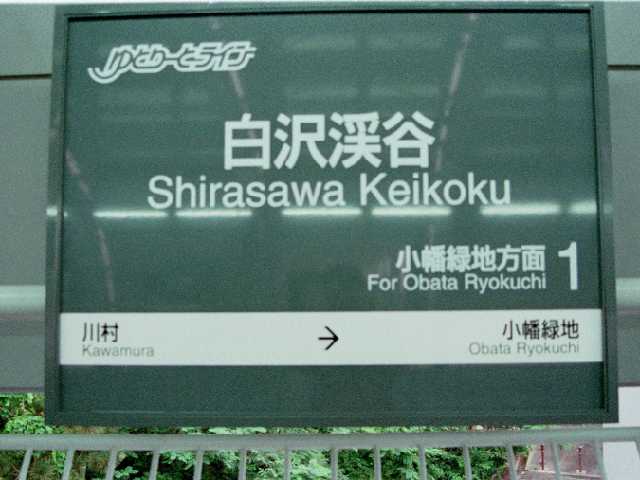 ゆとりーとライン
白沢渓谷
Shirasawa Keikoku
小幡緑地方面 1
For Obata Ryokuchi
川村 → 小幡緑地
Kawamura Obata Ryokuchi